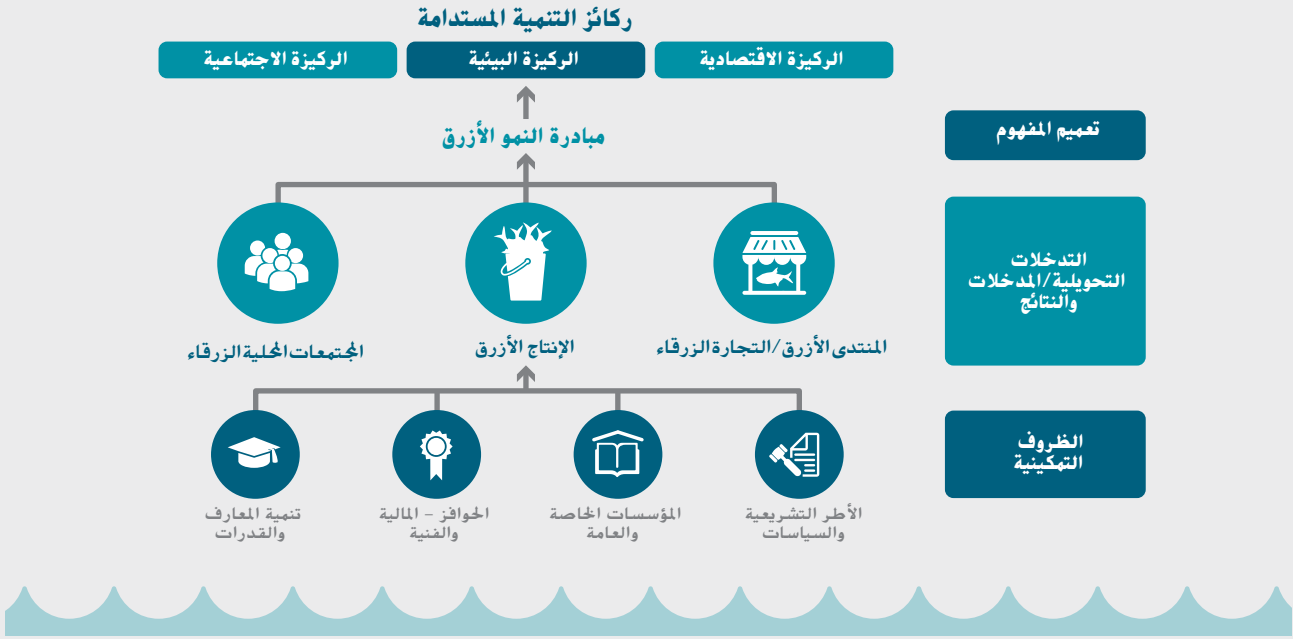 ركائز التنمية المستدامة
الركيزة الاقتصادية
الركيزة البيئية
الركيزة الاجتماعية
تعميم المفهوم
مبادرة النمو الأزرق
التدخلات
التحويلية/المدخلات
والنتائج
المنتدى الأزرق/التجارة الزرقاء
الإنتاج الأزرق
المجتمعات المحلية الزرقاء
الظروف
التمكينية
الأطر التشريعية
والسياسات
المؤسسات الخاصة
والعامة
الحوافز – المالية
والفنية
تنمية المعارف
والقدرات